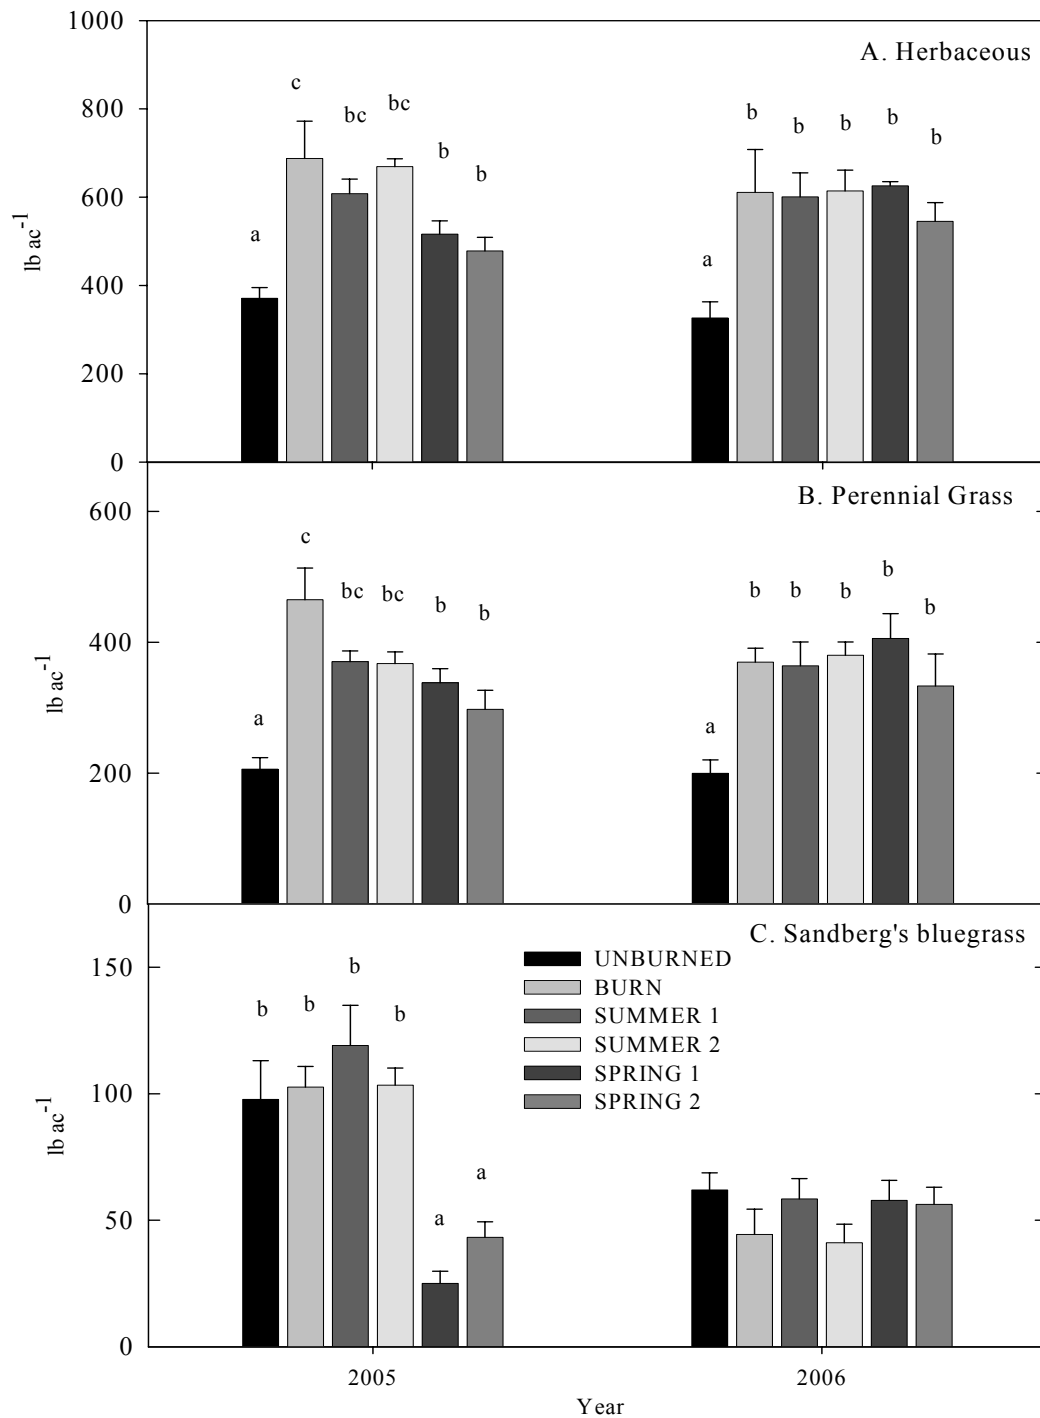 A. Herbaceous
1000
800
600
400
200
0
lb ac-1
a
c
bc
bc
b
b
a
b
b
b
b
b
B. Perennial Grass
600
400
200
0
lb ac-1
a
c
bc
bc
b
b
a
b
b
b
b
b
C. Sandberg's bluegrass
150
100
50
0
lb ac-1
b
b
b
b
a
a
UNBURNED
BURN
SUMMER 1
SUMMER 2
SPRING 1
SPRING 2
2005
2006
Year